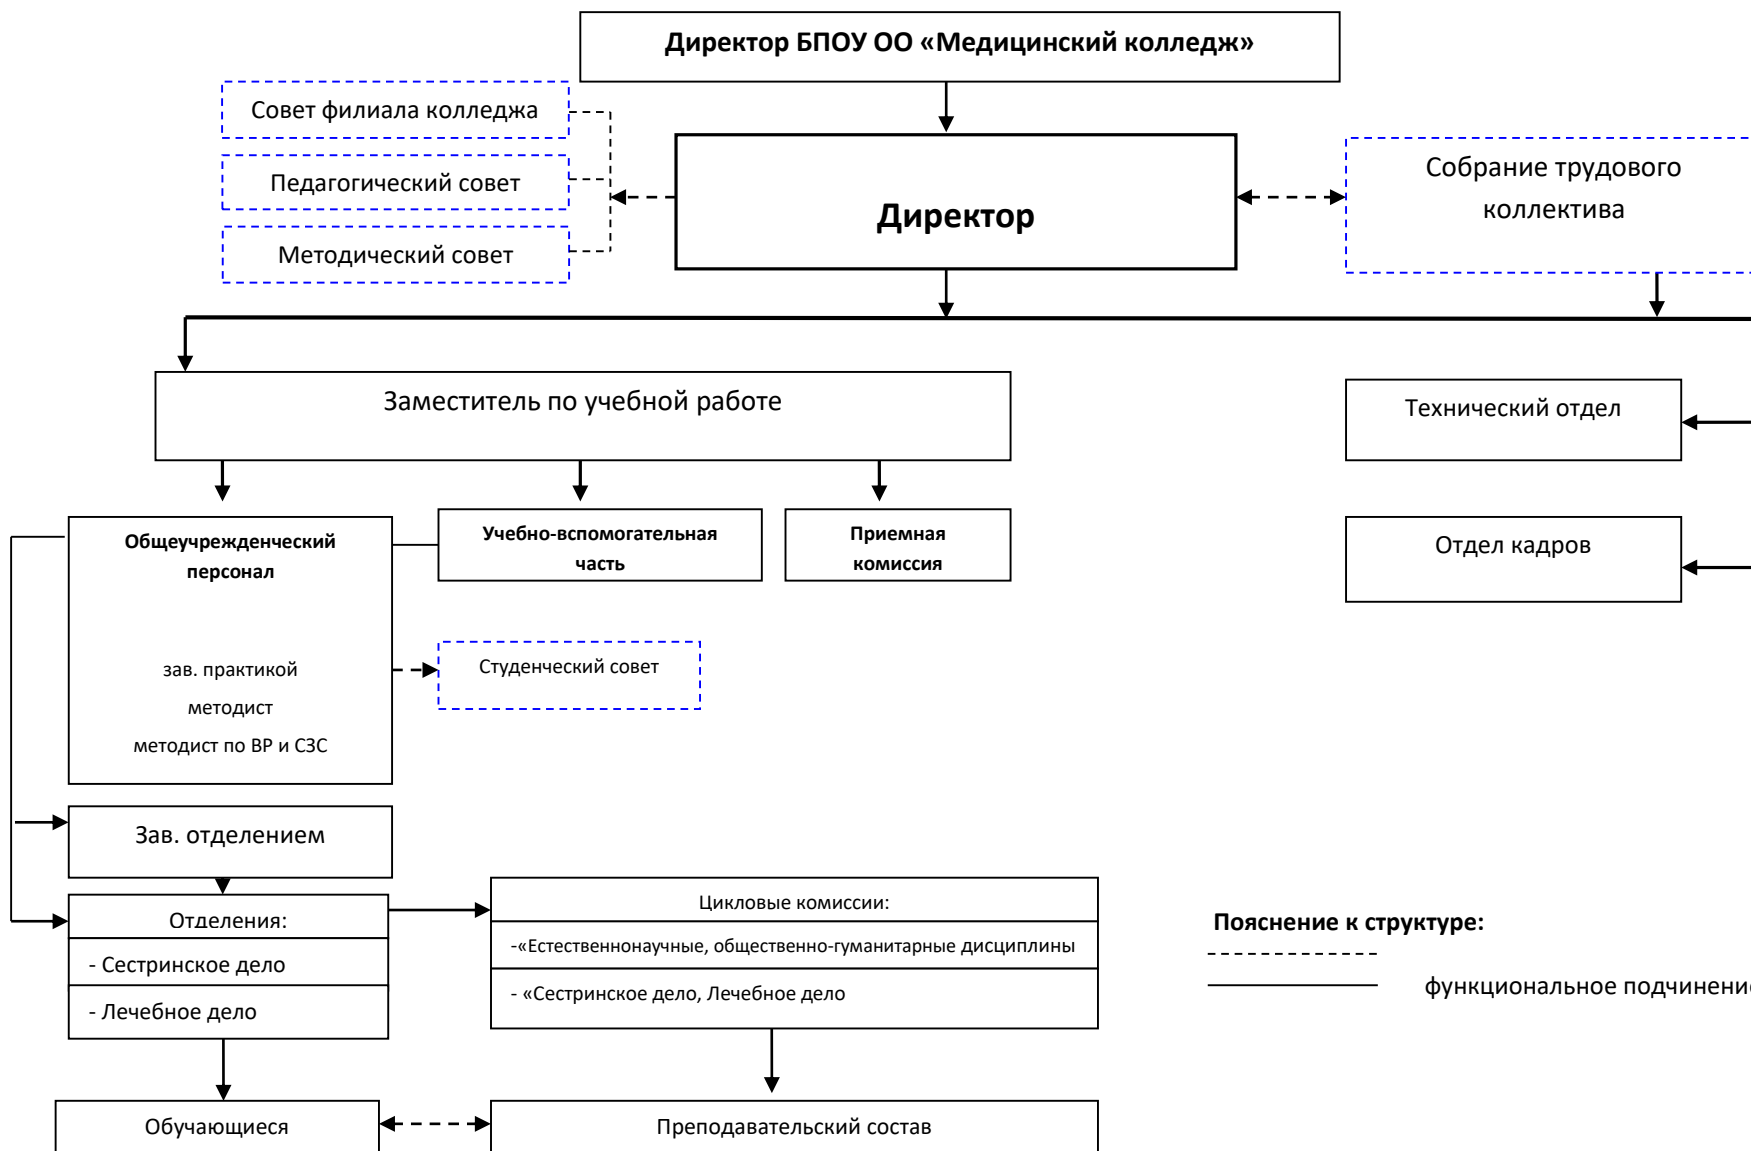 Директор БПОУ ОО «Медицинский колледж»
Совет филиала колледжа
Педагогический совет
Методический совет
Директор
Собрание трудового
коллектива
Заместитель по учебной работе
Технический отдел
Общеучрежденческий
персонал
зав. практикой
методист
методист по ВР и СЗС
Учебно-вспомогательная
часть
Приемная
комиссия
Отдел кадров
Студенческий совет
Зав. отделением
Отделения:
- Сестринское дело
- Лечебное дело
Цикловые комиссии:
-«Естественнонаучные, общественно-гуманитарные дисциплины
- «Сестринское дело, Лечебное дело
Пояснение к структуре:
функциональное подчинение
Обучающиеся
Преподавательский состав